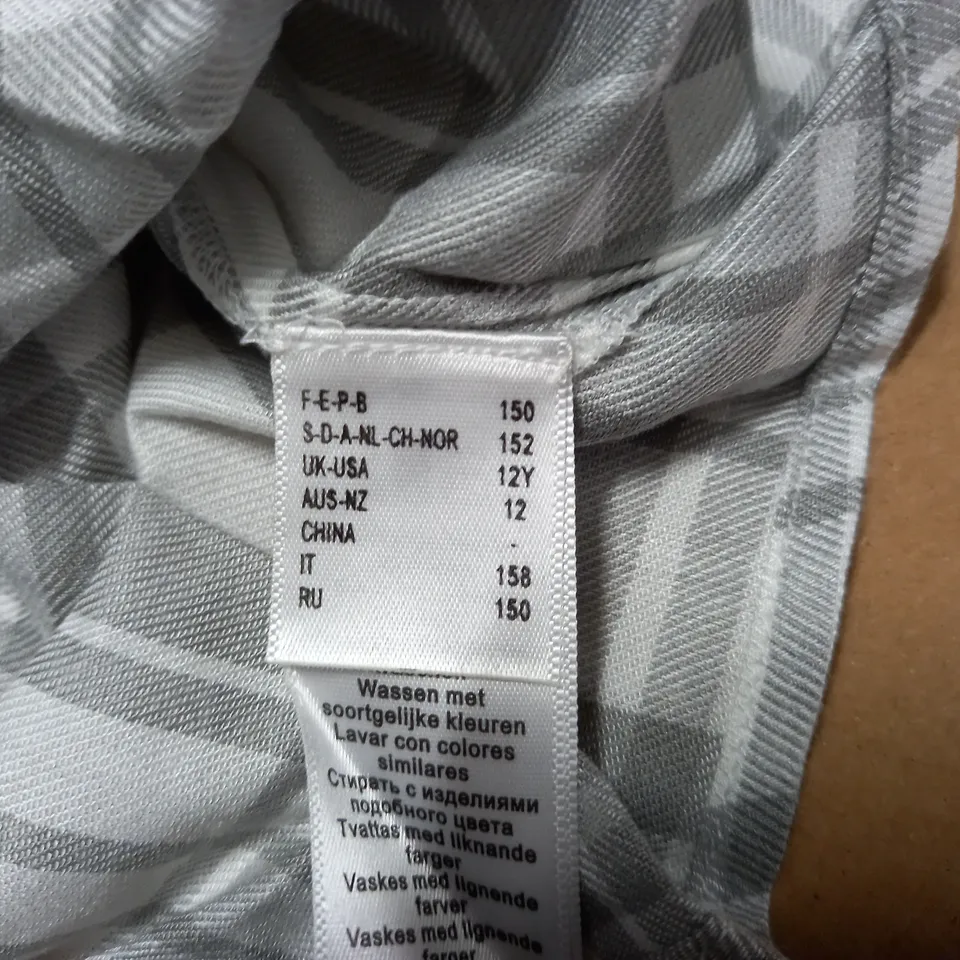 F-E-P-B 150
S-D-A-NL-CH-NOR 152
UK-USA 12Y
AUS-NZ 12
CHINA -
IT 158
RU 150
Wassen met
soortgelijke kleuren
Lavar con colores
similares
Стирать с изделиями
подобного цвета
Tvattas med liknande
farger
Vaskes med lignende
farver
Vaskes med lignende
farger